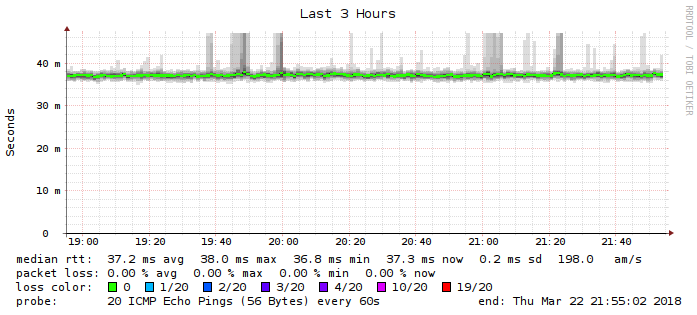 Last 3 Hours
RRDTOOL / TOBI OETIKER
Seconds
40 m
30 m
20 m
10 m
0
19:00 19:20 19:40 20:00 20:20 20:40 21:00 21:20 21:40
median rtt: 37.2 ms avg 38.0 ms max 36.8 ms min 37.3 ms now 0.2 ms sd 198.0 am/s
packet loss: 0.00 % avg 0.00 % max 0.00 % min 0.00 % now
loss color: 0 1/20 2/20 3/20 4/20 10/20 19/20
probe: 20 ICMP Echo Pings (56 Bytes) every 60s end: Thu Mar 22 21:55:02 2018